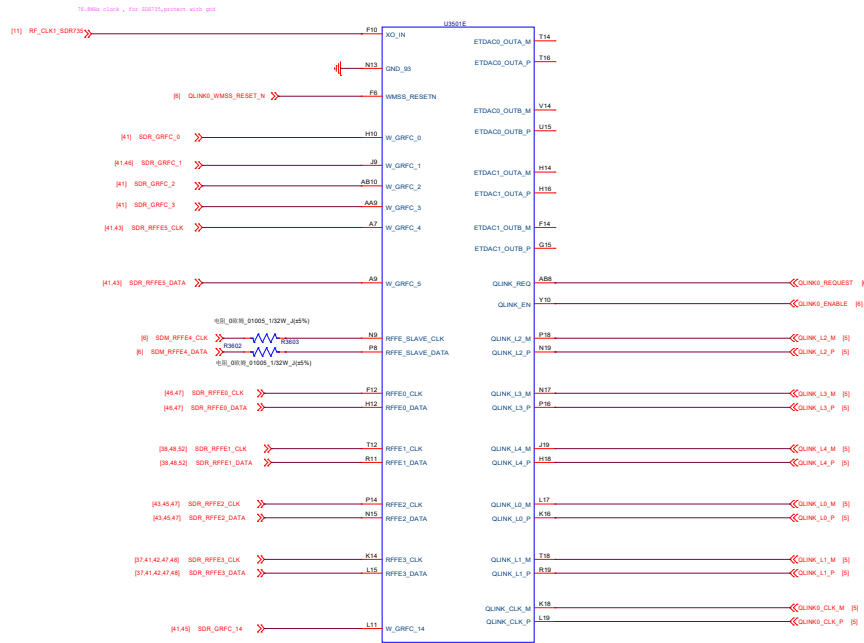 76.8MHz clock , for SDR735,protect with gnd
U3501E
[11] RF_CLK1_SDR735 F10 XO_IN
ETDAC0_OUTA_M T14
ETDAC0_OUTA_P T16
N13 GND_93
[6] QLINK0_WMSS_RESET_N F6 WMSS_RESETN
ETDAC0_OUTB_M V14
ETDAC0_OUTB_P U15
[41] SDR_GRFC_0 H10 W_GRFC_0
[41,46] SDR_GRFC_1 J9 W_GRFC_1
ETDAC1_OUTA_M H14
[41] SDR_GRFC_2 AB10 W_GRFC_2
ETDAC1_OUTA_P H16
[41] SDR_GRFC_3 AA9 W_GRFC_3
[41,43] SDR_RFFE5_CLK A7 W_GRFC_4
ETDAC1_OUTB_M F14
ETDAC1_OUTB_P G15
[41,43] SDR_RFFE5_DATA A9 W_GRFC_5
QLINK_REQ AB8 QLINK0_REQUEST
QLINK_EN Y10 QLINK0_ENABLE [6]
电阻_0欧姆_01005_1/32W_J(±5%)
[6] SDM_RFFE4_CLK R3603 N9 RFFE_SLAVE_CLK
QLINK_L2_M P18 QLINK_L2_M [5]
[6] SDM_RFFE4_DATA R3602 P8 RFFE_SLAVE_DATA
QLINK_L2_P N19 QLINK_L2_P [5]
电阻_0欧姆_01005_1/32W_J(±5%)
[46,47] SDR_RFFE0_CLK F12 RFFE0_CLK
QLINK_L3_M N17 QLINK_L3_M [5]
[46,47] SDR_RFFE0_DATA H12 RFFE0_DATA
QLINK_L3_P P16 QLINK_L3_P [5]
[38,48,52] SDR_RFFE1_CLK T12 RFFE1_CLK
QLINK_L4_M J19 QLINK_L4_M [5]
[38,48,52] SDR_RFFE1_DATA R11 RFFE1_DATA
QLINK_L4_P H18 QLINK_L4_P [5]
[43,45,47] SDR_RFFE2_CLK P14 RFFE2_CLK
QLINK_L0_M L17 QLINK_L0_M [5]
[43,45,47] SDR_RFFE2_DATA N15 RFFE2_DATA
QLINK_L0_P K16 QLINK_L0_P [5]
[37,41,42,47,48] SDR_RFFE3_CLK K14 RFFE3_CLK
QLINK_L1_M T18 QLINK_L1_M [5]
[37,41,42,47,48] SDR_RFFE3_DATA L15 RFFE3_DATA
QLINK_L1_P R19 QLINK_L1_P [5]
QLINK_CLK_M K18 QLINK0_CLK_M [5]
QLINK_CLK_P L19 QLINK0_CLK_P [5]
[41,45] SDR_GRFC_14 L11 W_GRFC_14